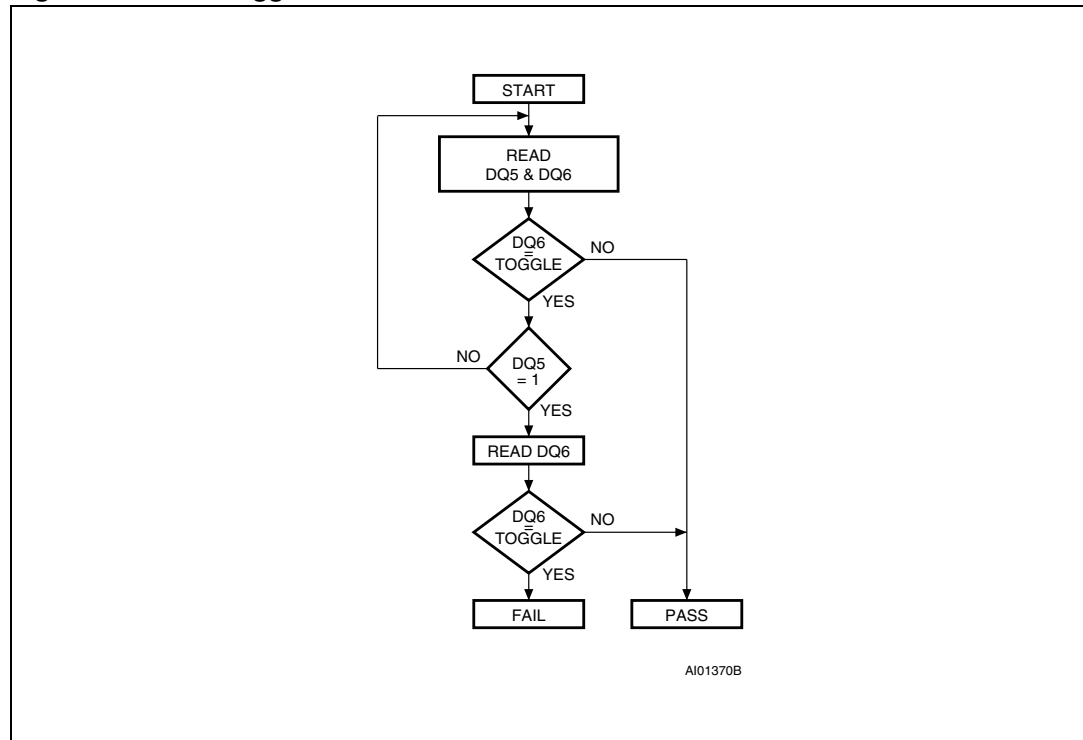 START
READ
DQ5 & DQ6
DQ6
=
TOGGLE
NO
YES
NO
DQ5
= 1
YES
READ DQ6
DQ6
=
TOGGLE
NO
YES
FAIL
PASS
AI01370B